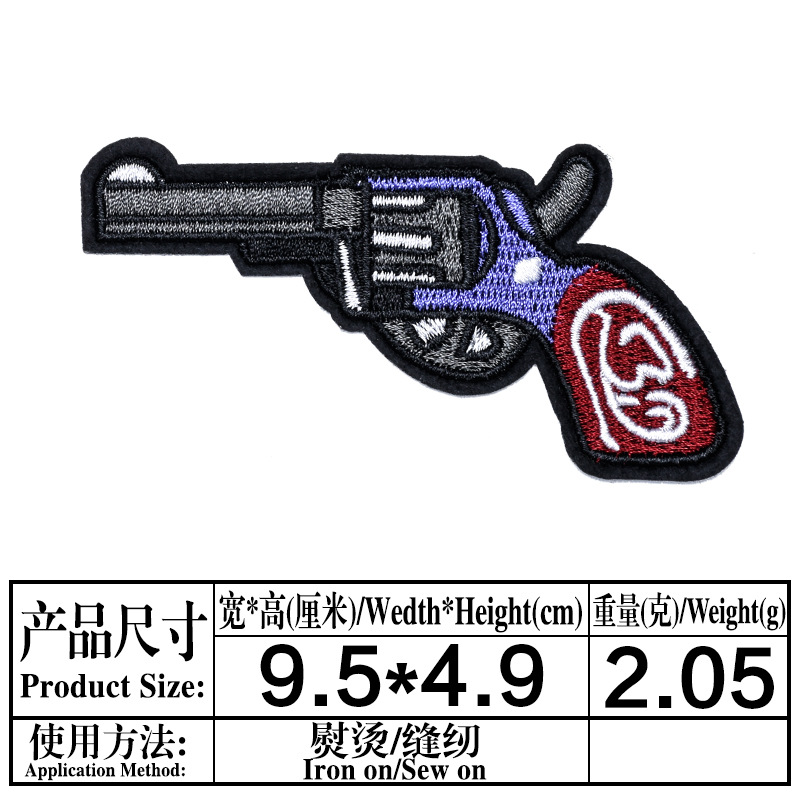 产品尺寸
Product Size:
宽*高(厘米)/Wedth*Height(cm)
重量(克)/Weight(g)
9.5*4.9
2.05
使用方法:
Application Method:
熨烫/缝纫
Iron on/Sew on